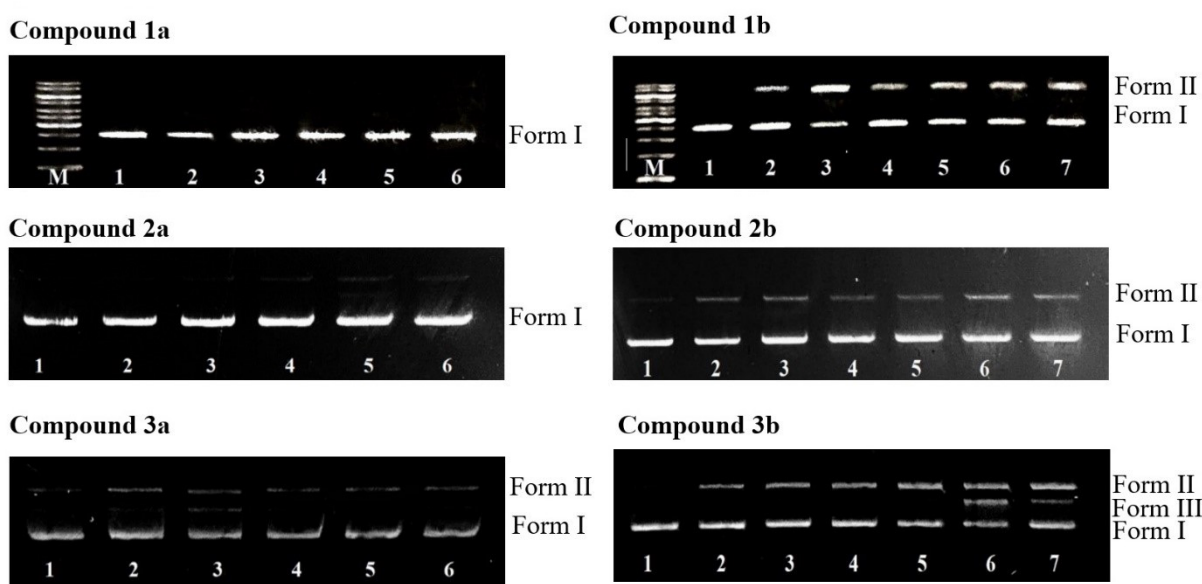 Compound 1a
Form I
M 1 2 3 4 5 6
Compound 1b
Form II
Form I
M 1 2 3 4 5 6 7
Compound 2a
Form I
1 2 3 4 5 6
Compound 2b
Form II
Form I
1 2 3 4 5 6 7
Compound 3a
Form II
Form I
1 2 3 4 5 6
Compound 3b
Form II
Form III
Form I
1 2 3 4 5 6 7